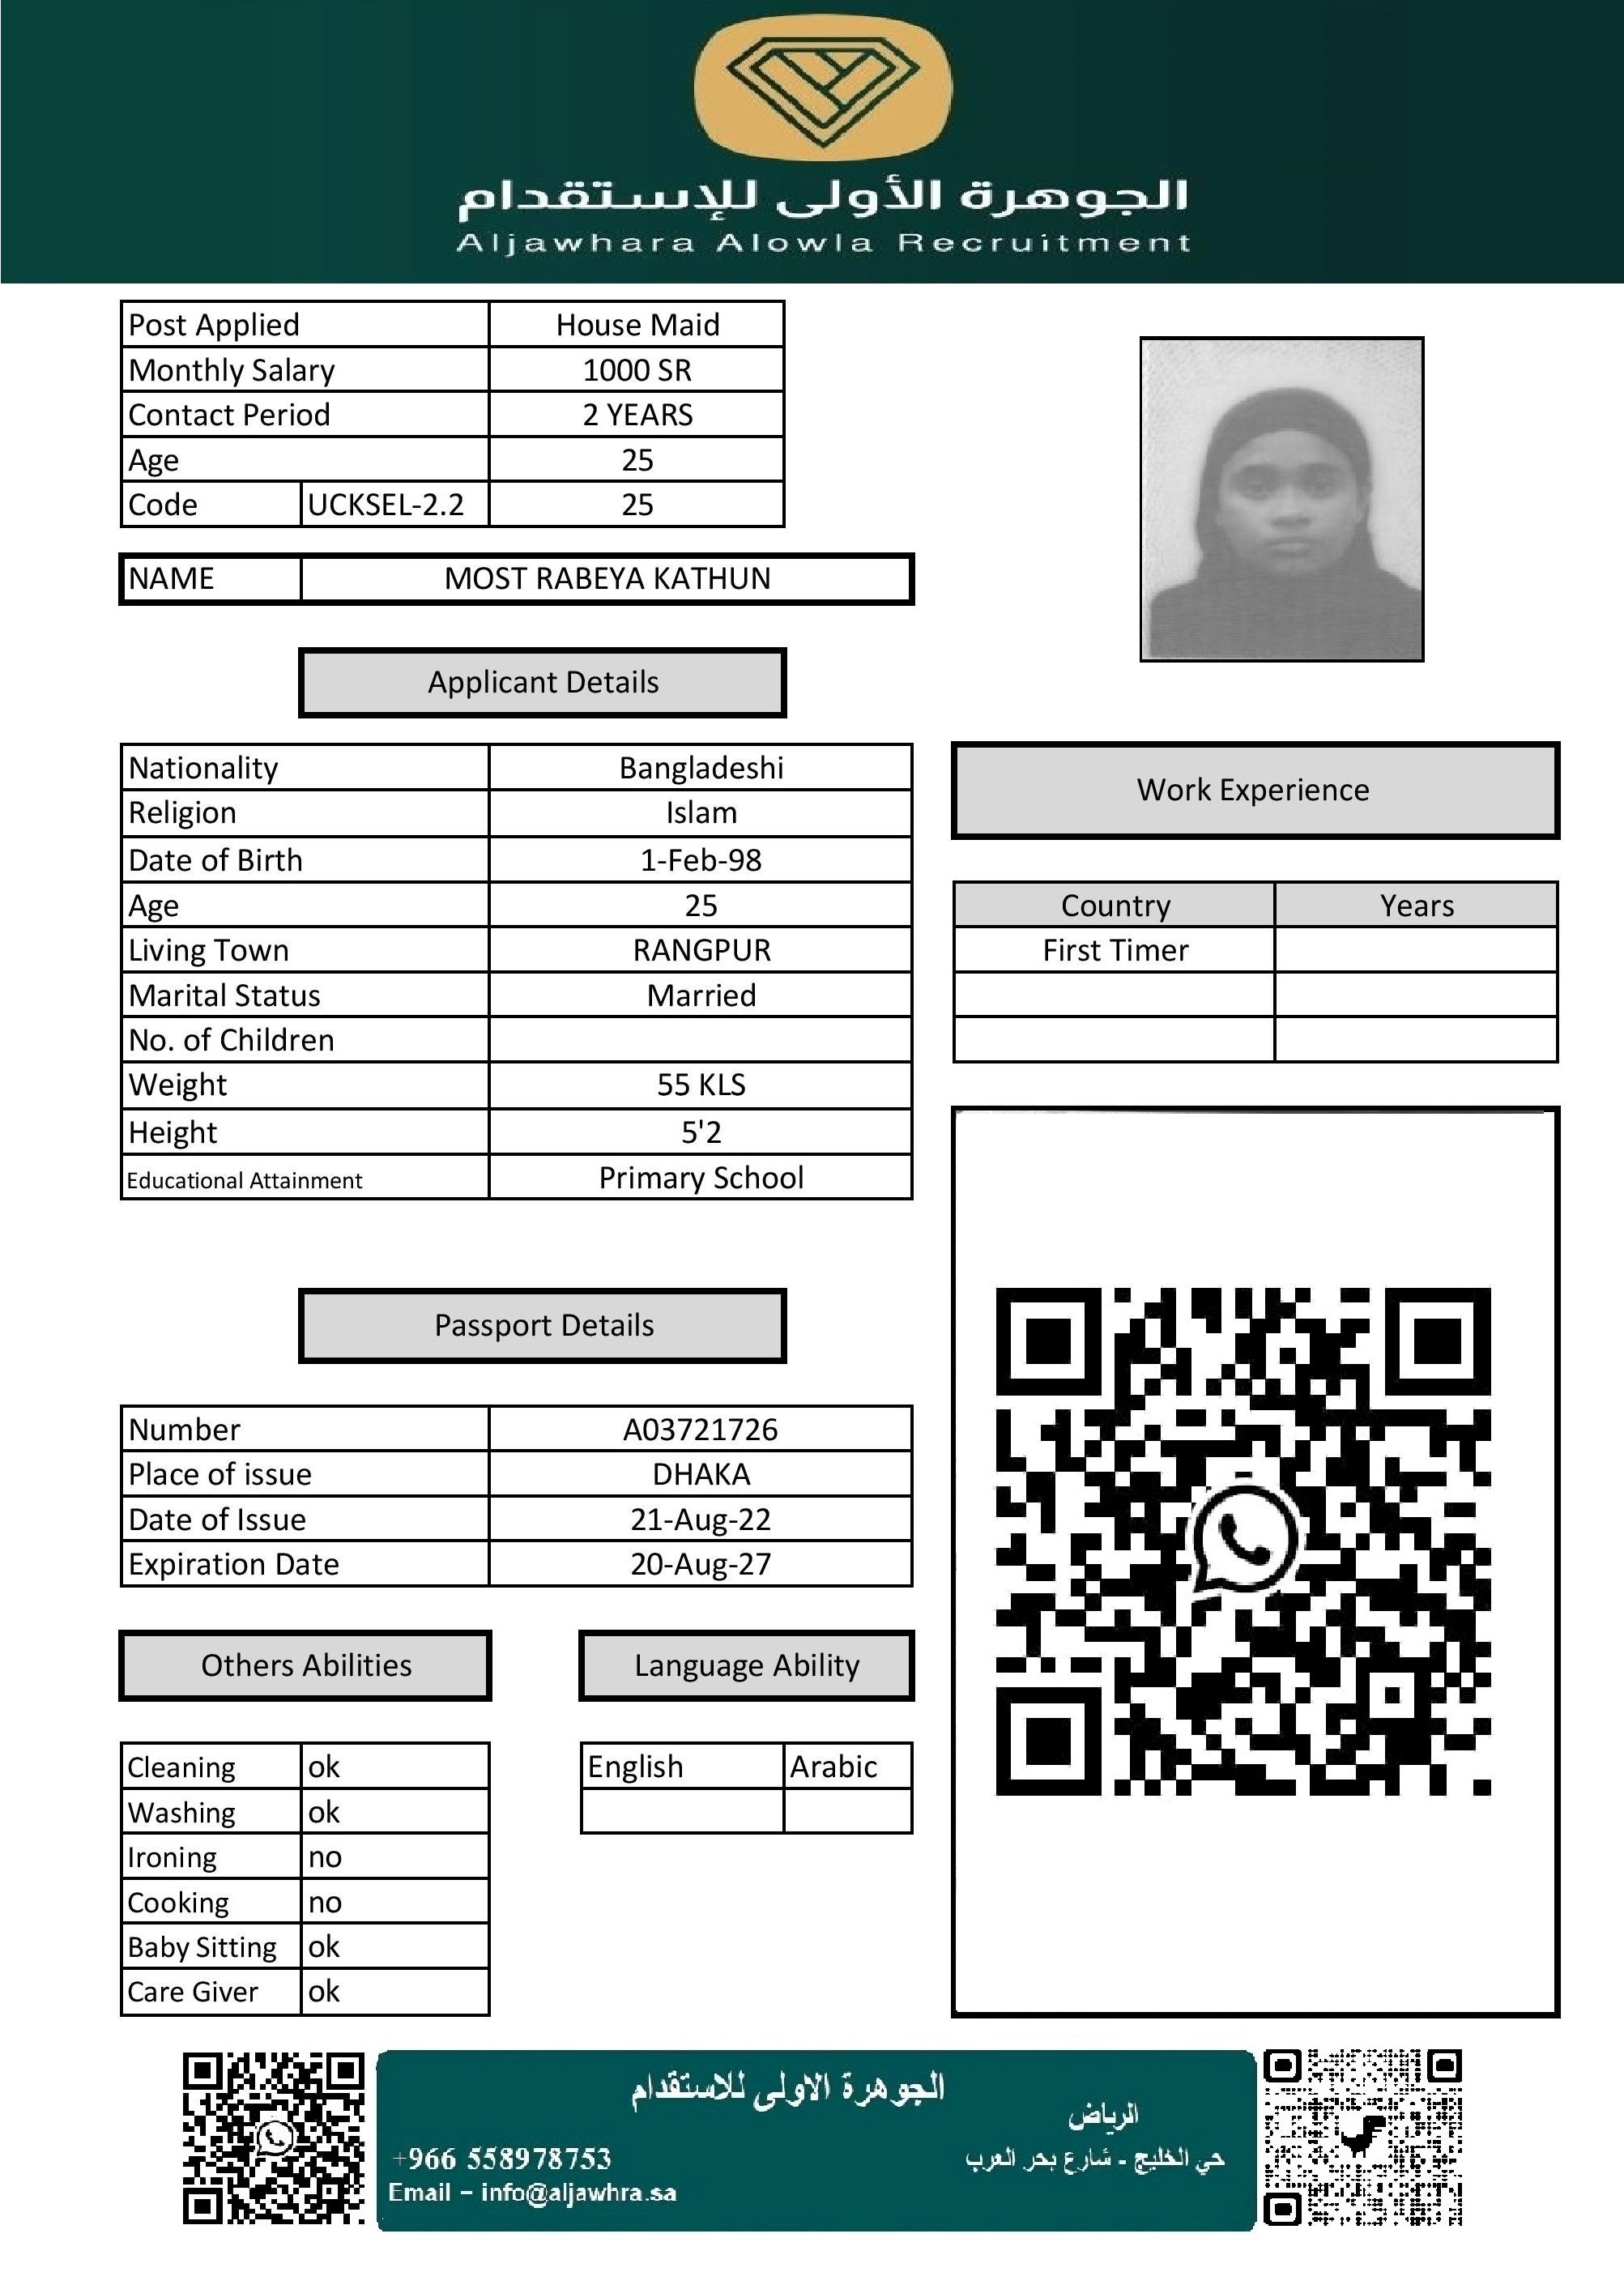 الجوهرة الأولى للإستقدام
Aljawhara Alowla Recruitment
Post Applied House Maid
Monthly Salary 1000 SR
Contact Period 2 YEARS
Age 25
Code UCKSEL-2.2 25
NAME MOST RABEYA KATHUN
Applicant Details
Nationality Bangladeshi
Religion Islam
Date of Birth 1-Feb-98
Age 25
Living Town RANGPUR
Marital Status Married
No. of Children
Weight 55 KLS
Height 5'2
Educational Attainment Primary School
Work Experience
Country Years
First Timer
Passport Details
Number A03721726
Place of issue DHAKA
Date of Issue 21-Aug-22
Expiration Date 20-Aug-27
Others Abilities
Cleaning ok
Washing ok
Ironing no
Cooking no
Baby Sitting ok
Care Giver ok
Language Ability
English Arabic
الجوهرة الاولى للاستقدام
الرياض
حي الخليج - شارع بحر العرب
+966 558978753
Email - info@aljawhra.sa